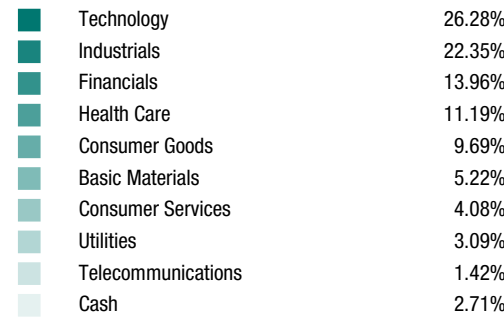 Technology 26.28%
Industrials 22.35%
Financials 13.96%
Health Care 11.19%
Consumer Goods 9.69%
Basic Materials 5.22%
Consumer Services 4.08%
Utilities 3.09%
Telecommunications 1.42%
Cash 2.71%